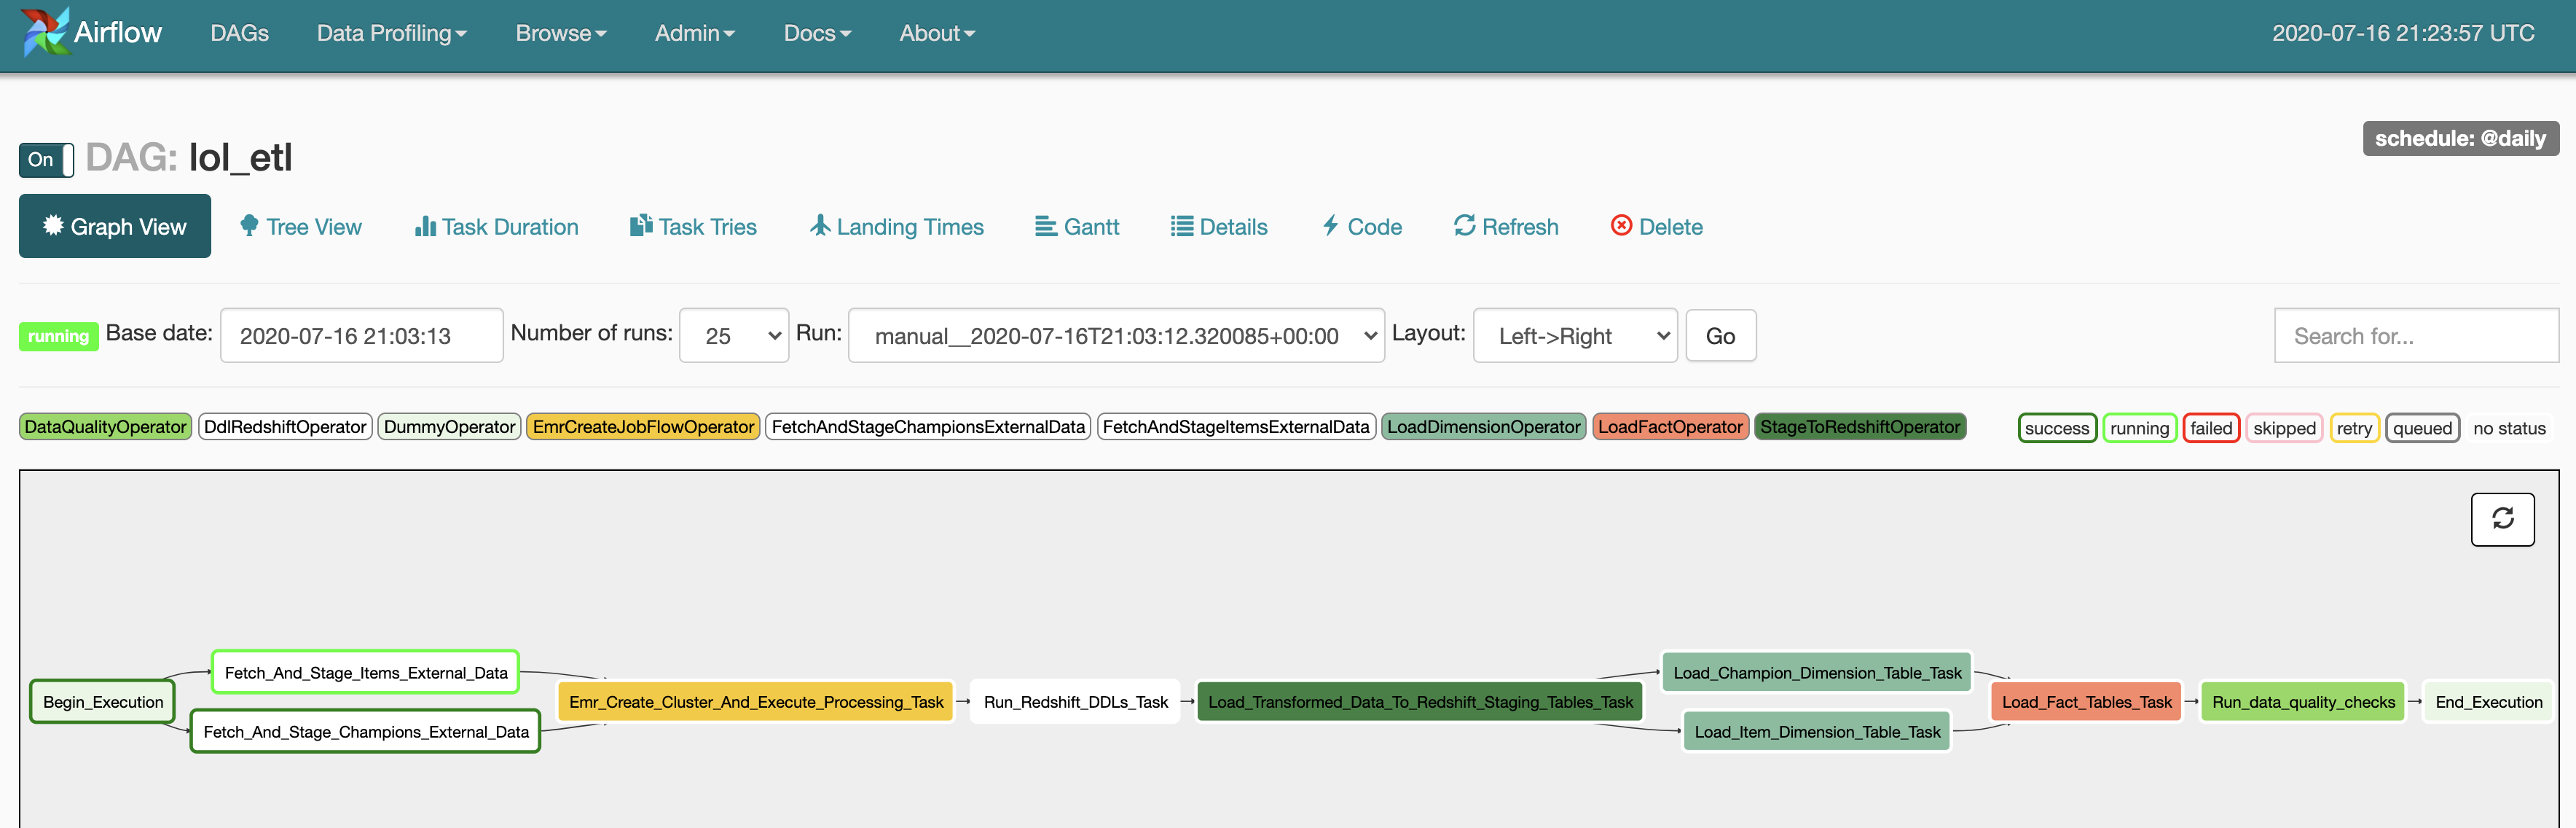 Airflow DAGs Data Profiling Browse Admin Docs About 2020-07-16 21:23:57 UTC
schedule: @daily
On DAG: lol_etl
Graph View Tree View Task Duration Task Tries Landing Times Gantt Details Code Refresh Delete
running Base date: 2020-07-16 21:03:13 Number of runs: 25 Run: manual__2020-07-16T21:03:12.320085+00:00 Layout: Left->Right Go Search for...
DataQualityOperator DdlRedshiftOperator DummyOperator EmrCreateJobFlowOperator FetchAndStageChampionsExternalData FetchAndStageItemsExternalData LoadDimensionOperator LoadFactOperator StageToRedshiftOperator success running failed skipped retry queued no status
Fetch_And_Stage_Items_External_Data Load_Champion_Dimension_Table_Task
Begin_Execution Emr_Create_Cluster_And_Execute_Processing_Task Run_Redshift_DDLs_Task Load_Transformed_Data_To_Redshift_Staging_Tables_Task Load_Fact_Tables_Task Run_data_quality_checks End_Execution
Fetch_And_Stage_Champions_External_Data Load_Item_Dimension_Table_Task